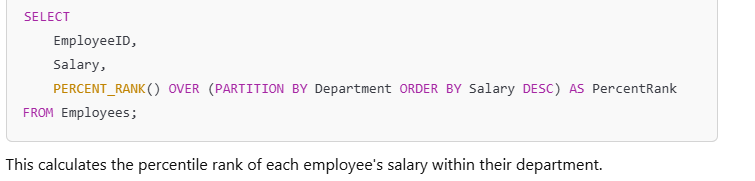 SELECT
    EmployeeID,
    Salary,
    PERCENT_RANK() OVER (PARTITION BY Department ORDER BY Salary DESC) AS PercentRank
FROM Employees;
This calculates the percentile rank of each employee's salary within their department.